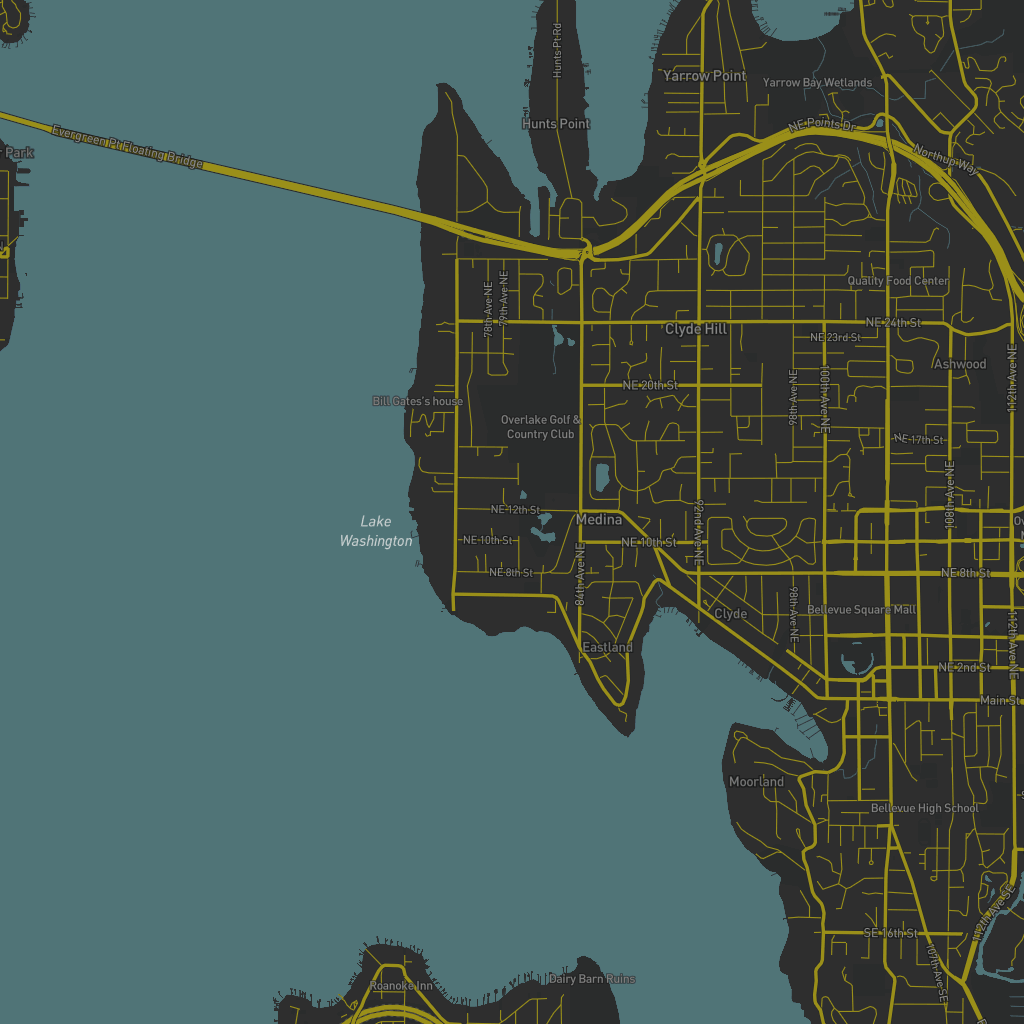 Hunts Pt Rd
Yarrow Point
Yarrow Bay Wetlands
Hunts Point
NE Points Dr
Evergreen Pt Floating Bridge
Park
Northup Way
78th Ave NE
79th Ave NE
Quality Food Center
NE 24th St
Clyde Hill
NE 23rd St
Ashwood
112th Ave NE
NE 20th St
98th Ave NE
100th Ave NE
Bill Gates's house
Overlake Golf &
Country Club
NE 17th St
108th Ave NE
NE 12th St
Medina
92nd Ave NE
Lake
Washington
NE 10th St
NE 10th St
NE 8th St
84th Ave NE
NE 8th St
98th Ave NE
Clyde
Bellevue Square Mall
112th Ave NE
Eastland
NE 2nd St
Main St
Moorland
Bellevue High School
112th Ave SE
SE 16th St
107th Ave SE
Dairy Barn Ruins
Roanoke Inn